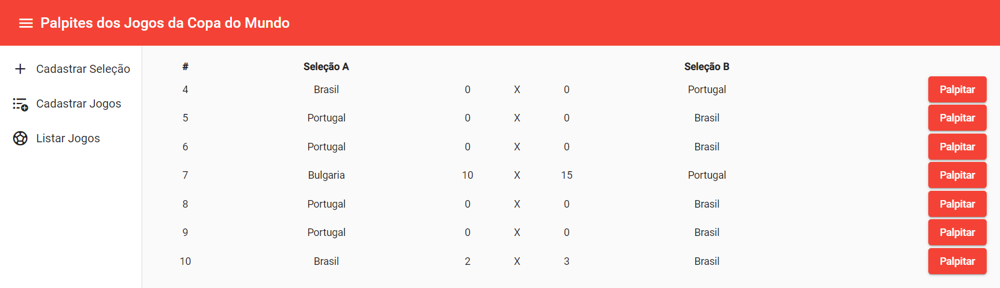 Palpites dos Jogos da Copa do Mundo
Cadastrar Seleção
Cadastrar Jogos
Listar Jogos
# Seleção A Seleção B
4 Brasil 0 X 0 Portugal Palpitar
5 Portugal 0 X 0 Brasil Palpitar
6 Portugal 0 X 0 Brasil Palpitar
7 Bulgaria 10 X 15 Portugal Palpitar
8 Portugal 0 X 0 Brasil Palpitar
9 Portugal 0 X 0 Brasil Palpitar
10 Brasil 2 X 3 Brasil Palpitar